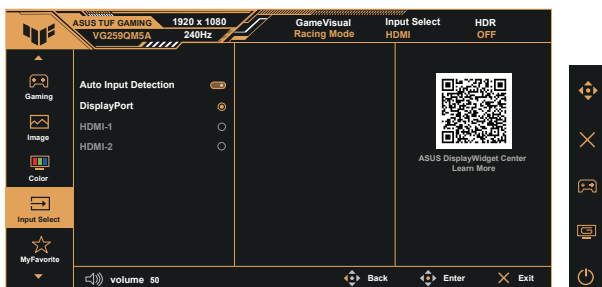 ASUS TUF GAMING
VG259QM5A
1920 x 1080
240Hz
GameVisual
Racing Mode
Input Select
HDMI
HDR
OFF
Gaming
Image
Color
Input Select
MyFavorite
Auto Input Detection
DisplayPort
HDMI-1
HDMI-2
ASUS DisplayWidget Center
Learn More
volume 50
Back
Enter
Exit